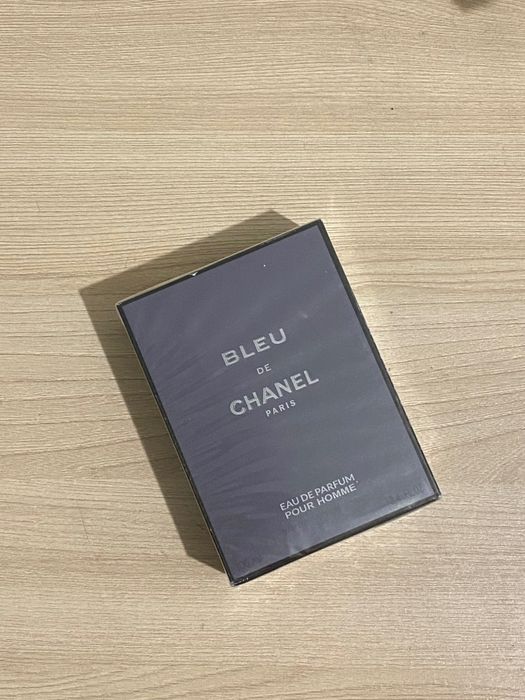 BLEU
DE
CHANEL
PARIS
EAU DE PARFUM
POUR HOMME